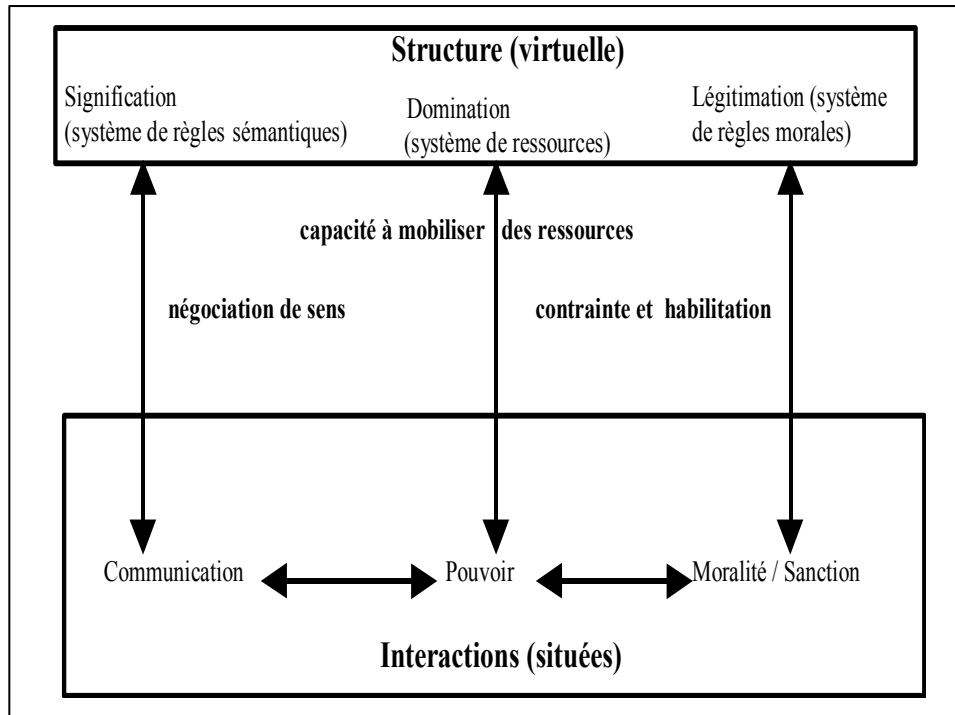 Structure (virtuelle)
Signification
(système de règles sémantiques)
Domination
(système de ressources)
Légitimation (système
de règles morales)
capacité à mobiliser des ressources
négociation de sens
contrainte et habilitation
Communication
Pouvoir
Moralité / Sanction
Interactions (situées)